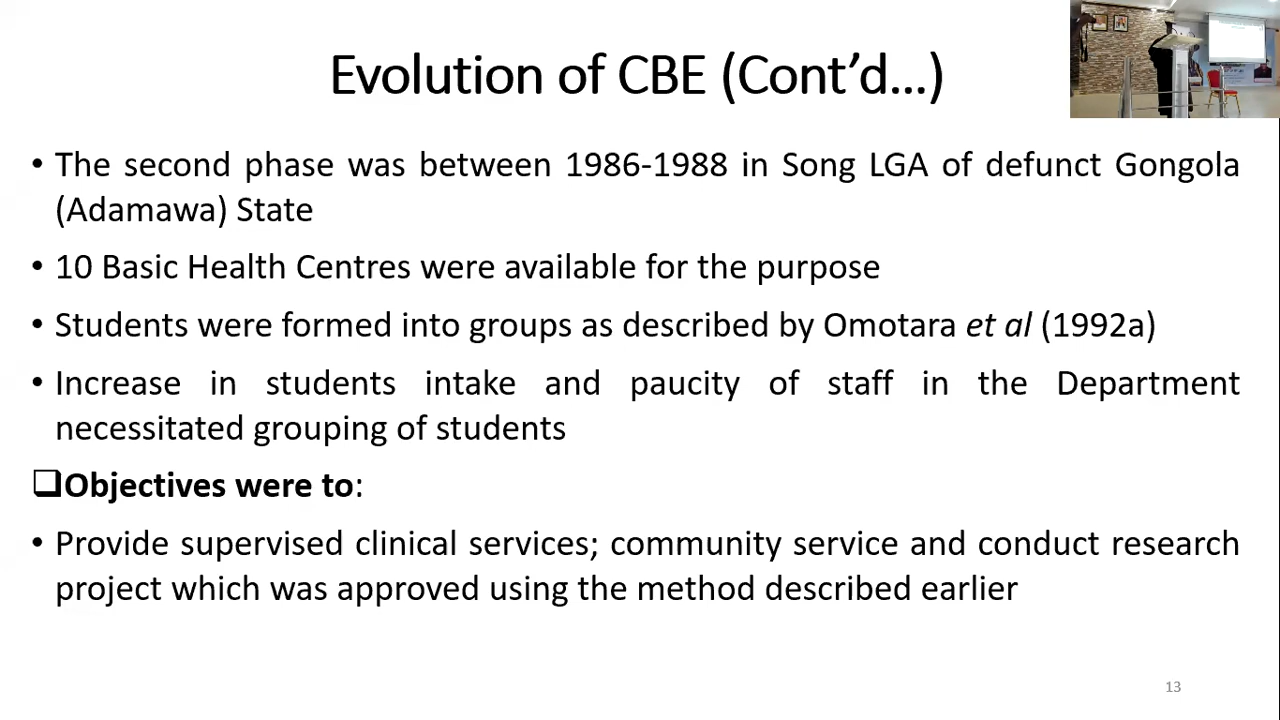 Evolution of CBE (Cont’d...)
• The second phase was between 1986-1988 in Song LGA of defunct Gongola
(Adamawa) State
• 10 Basic Health Centres were available for the purpose
• Students were formed into groups as described by Omotara et al (1992a)
• Increase in students intake and paucity of staff in the Department
necessitated grouping of students
❑Objectives were to:
• Provide supervised clinical services; community service and conduct research
project which was approved using the method described earlier
13